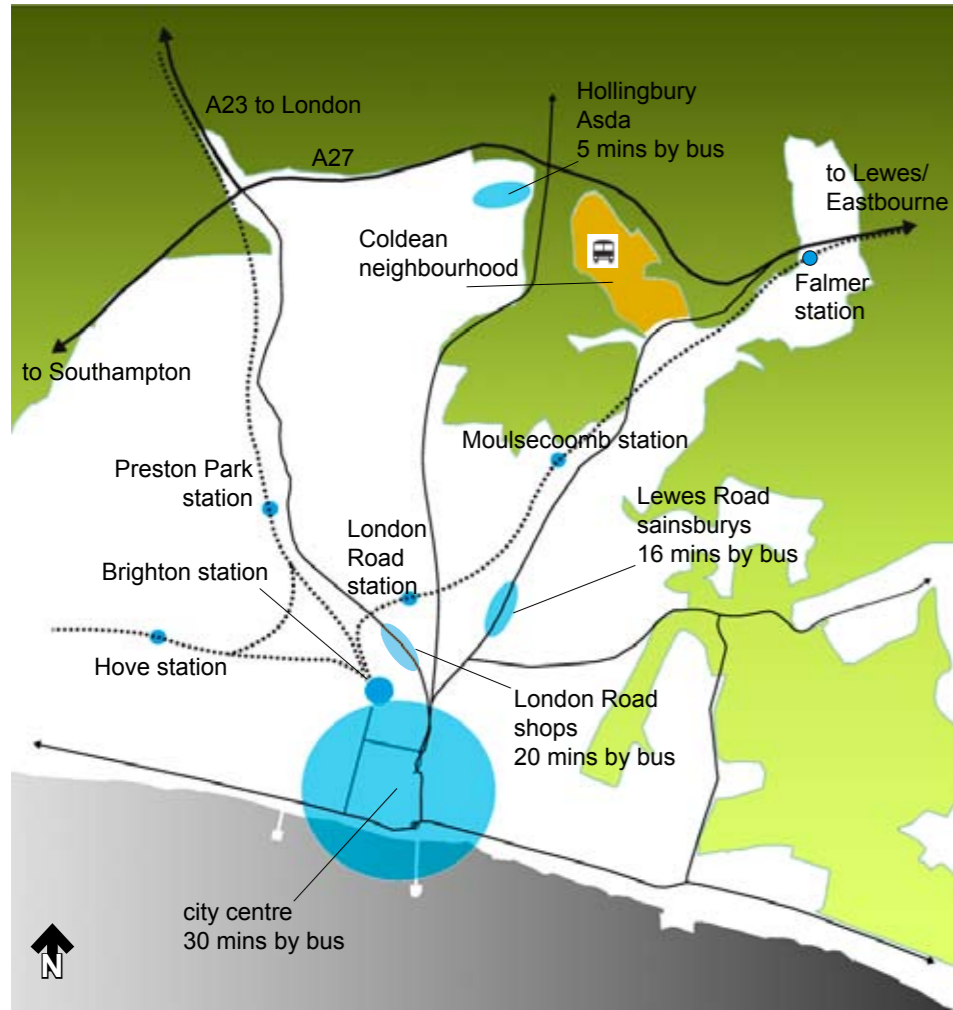 A23 to London
A27
Hollingbury
Asda
5 mins by bus
to Lewes/
Eastbourne
Coldean
neighbourhood
Falmer
station
to Southampton
Moulsecoomb station
Preston Park
station
Lewes Road
sainsburys
16 mins by bus
London
Road
station
Brighton station
Hove station
London Road
shops
20 mins by bus
city centre
30 mins by bus
N